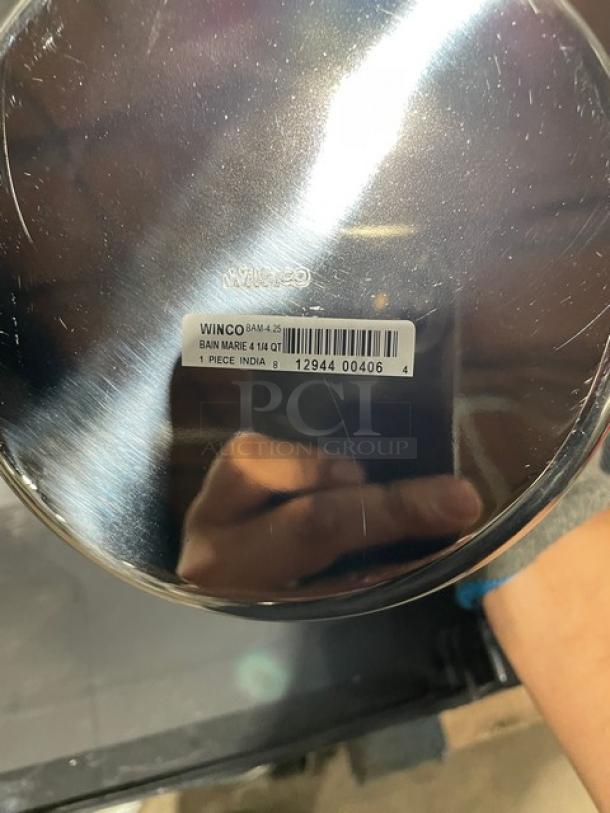 Winco
WINCO BAM-4.25
BAIN MARIE 4 1/4 QT
1 PIECE INDIA 8 12944 00406 4
PCI
AUCTION GROUP